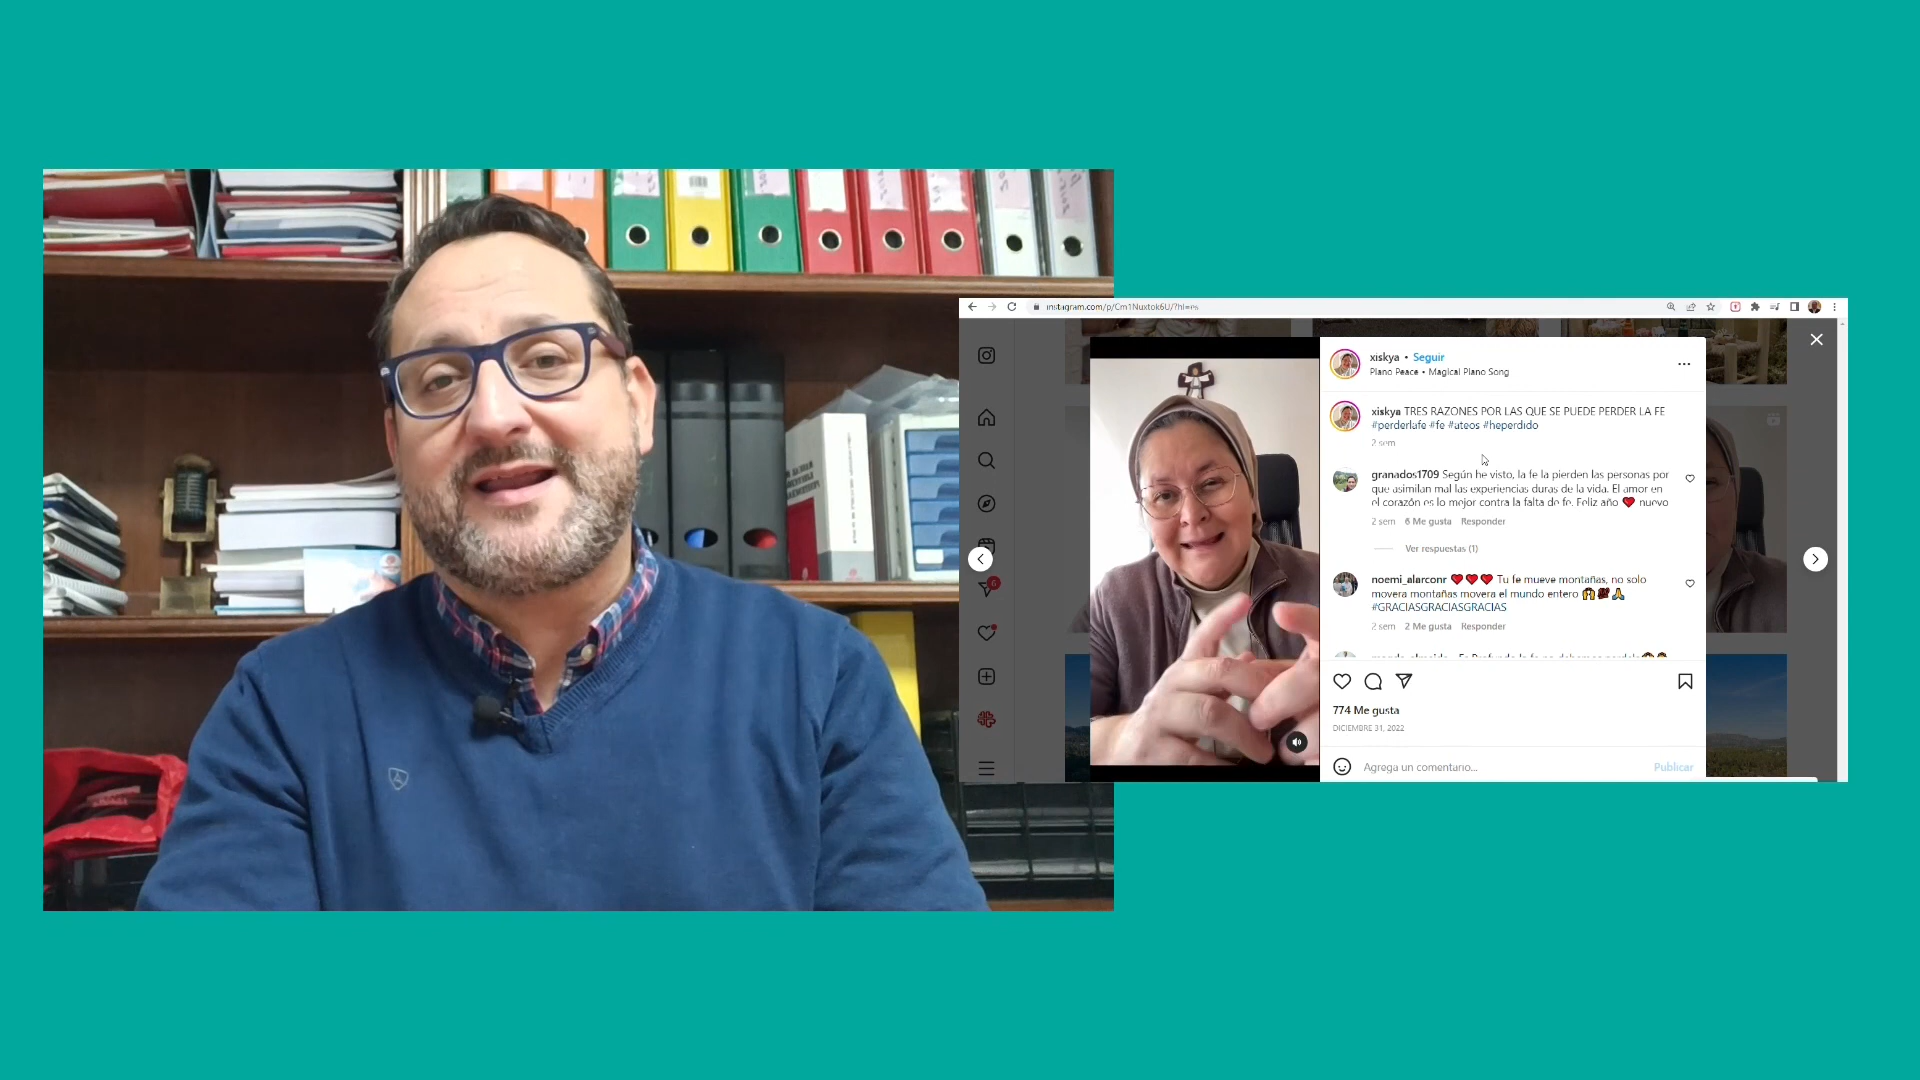 instagram.com/p/Cm1Nuxtok6U/?hl=es
xiskya • Seguir
Piano Peace • Magical Piano Song
xiskya TRES RAZONES POR LAS QUE SE PUEDE PERDER LA FE
#perderlafe #fe #ateos #heperdido
2 sem
granados1709 Según he visto, la fe la pierden las personas por
que asimilan mal las experiencias duras de la vida. El amor en
el corazón es lo mejor contra la falta de fe. Feliz año ❤️ nuevo
2 sem 6 Me gusta Responder
Ver respuestas (1)
noemi_alarconr ❤️❤️❤️ Tu fe mueve montañas, no solo
movera montañas movera el mundo entero
#GRACIASGRACIASGRACIAS
2 sem 2 Me gusta Responder
6
774 Me gusta
DICIEMBRE 31, 2022
Agrega un comentario...
Publicar